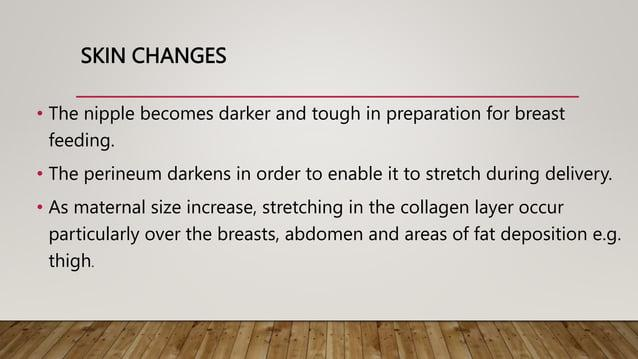 SKIN CHANGES
• The nipple becomes darker and tough in preparation for breast
feeding.
• The perineum darkens in order to enable it to stretch during delivery.
• As maternal size increase, stretching in the collagen layer occur
particularly over the breasts, abdomen and areas of fat deposition e.g.
thigh.